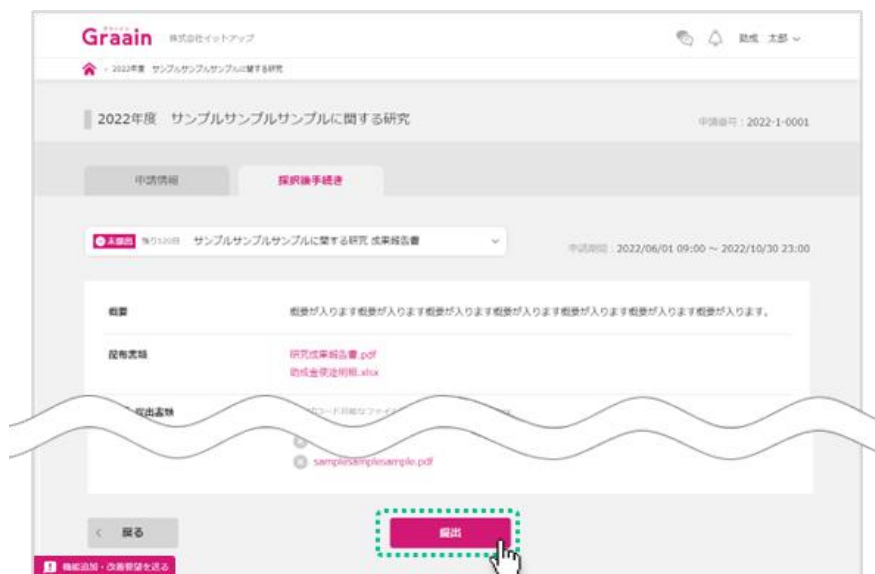 Graain 株式会社イットアップ 助成 太郎
2022年度 サンプルサンプルサンプルに関する研究
2022年度 サンプルサンプルサンプルに関する研究 申請番号：2022-1-0001
申請情報 採択後手続き
未提出 残り120日 サンプルサンプルサンプルに関する研究 成果報告書 申請期間：2022/06/01 09:00 ～ 2022/10/30 23:00
概要 概要が入ります概要が入ります概要が入ります概要が入ります概要が入ります概要が入ります概要が入ります。
配布書類 研究成果報告書.pdf
助成金使途明細.xlsx
提出書類
samplesamplesample.pdf
戻る 提出
機能追加・改善要望を送る